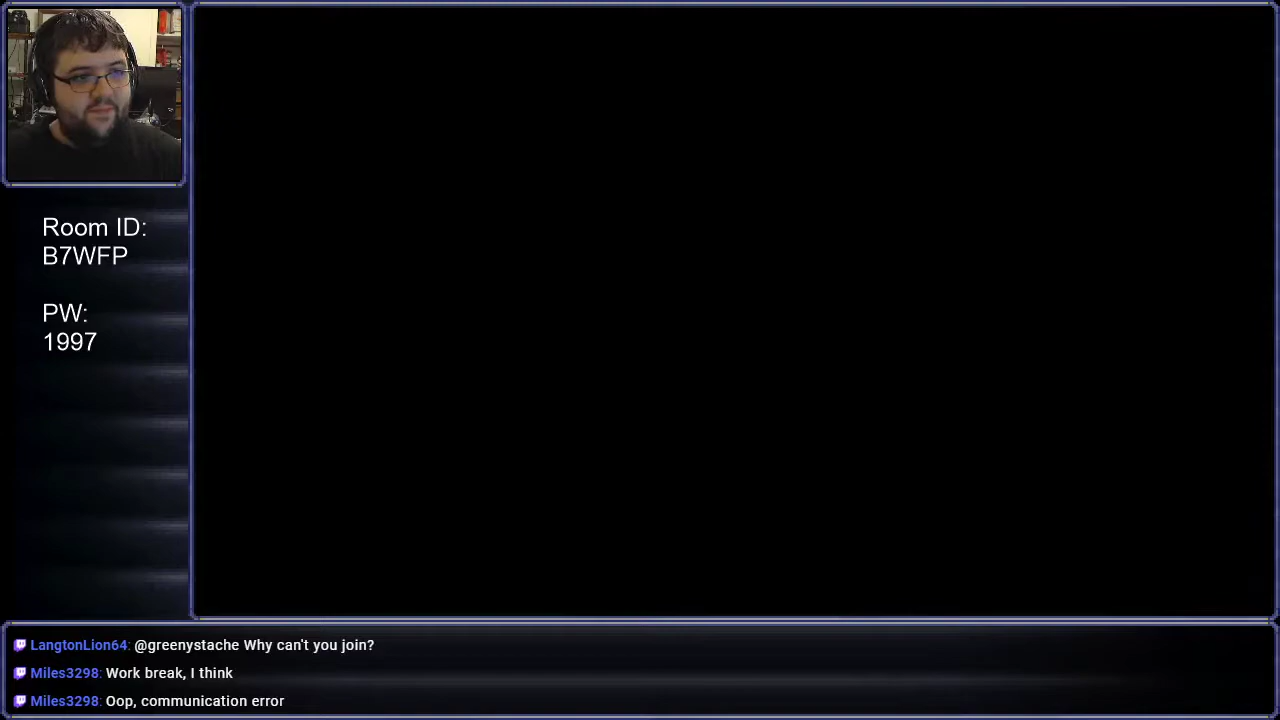 Room ID:
B7WFP
PW:
1997
LangtonLion64: @greenystache Why can't you join?
Miles3298: Work break, I think
Miles3298: Oop, communication error